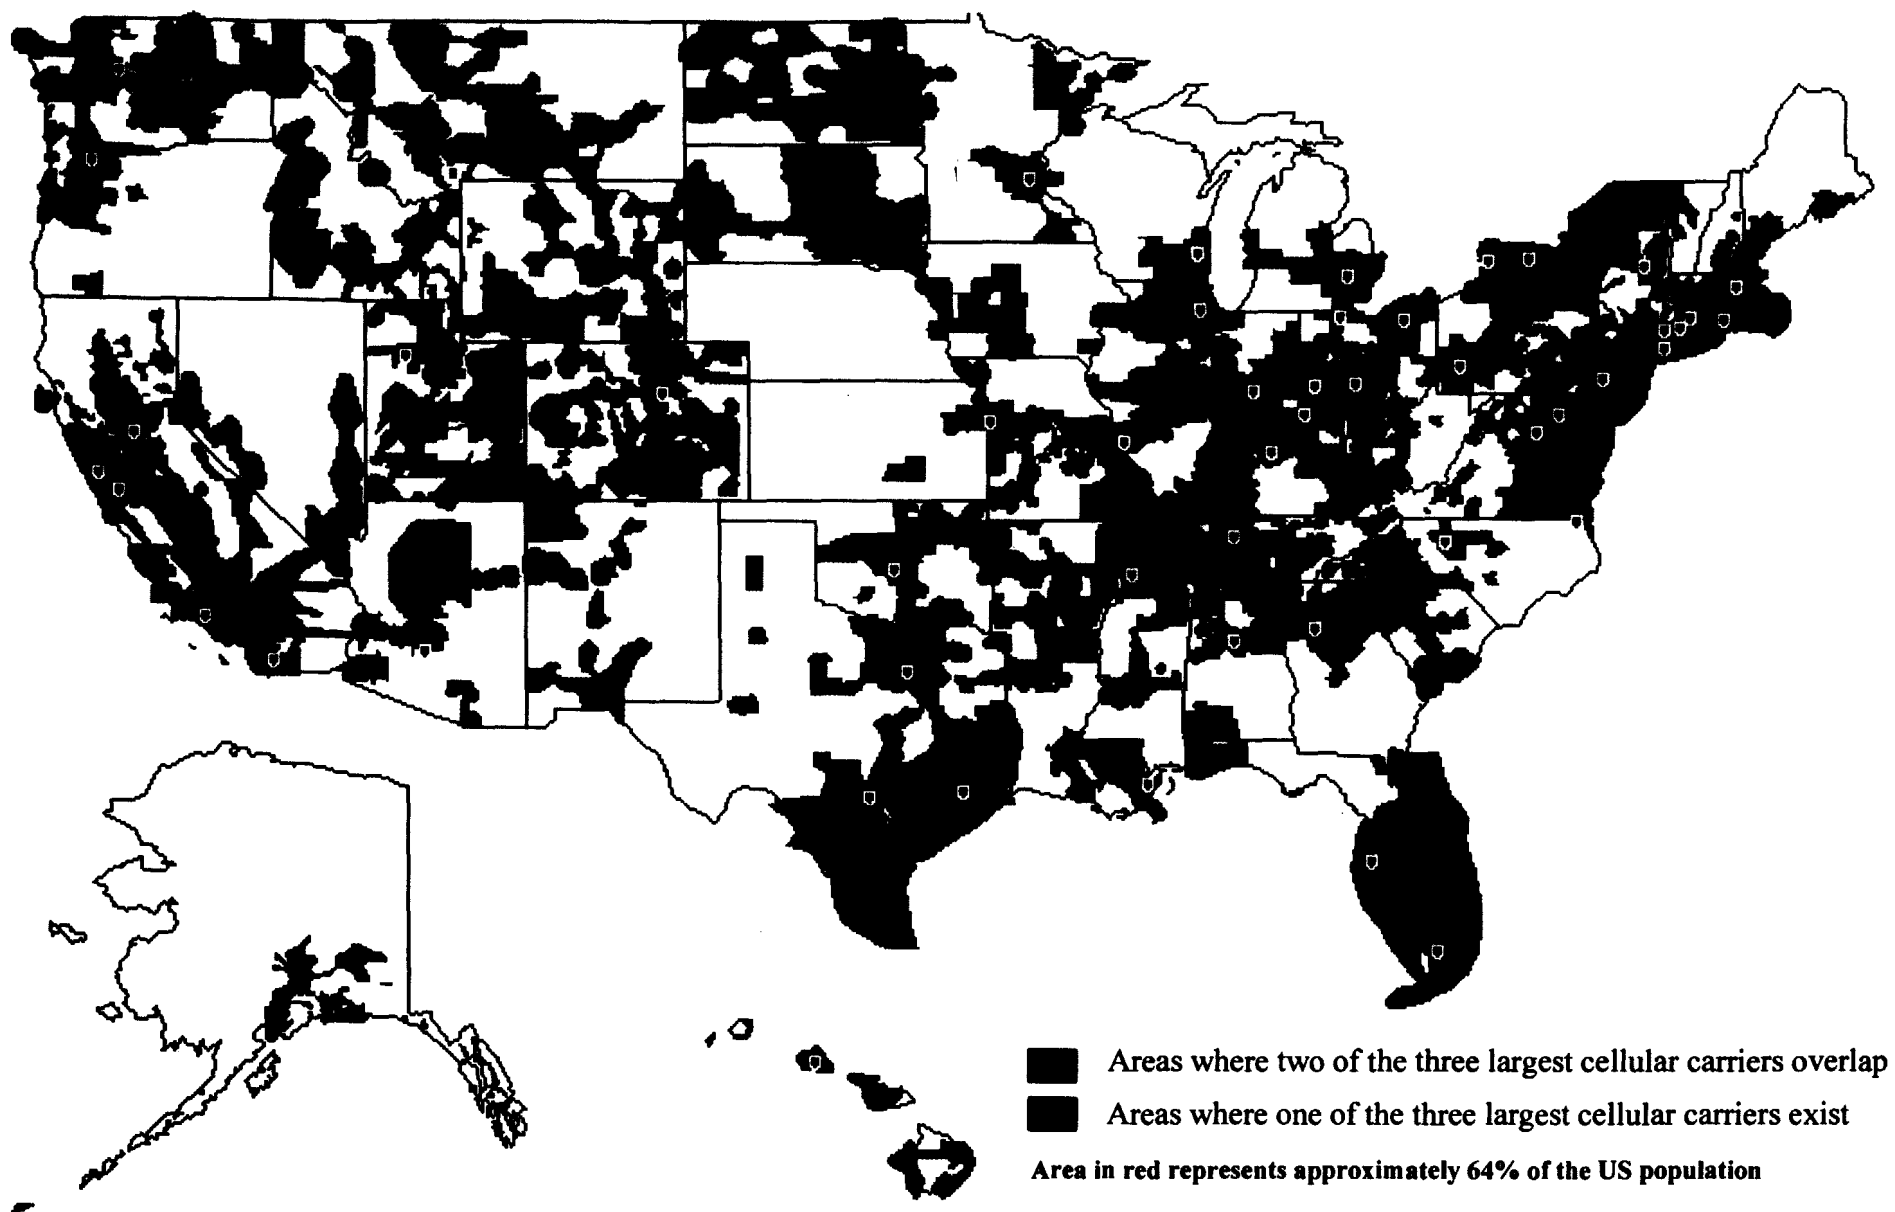 Areas where two of the three largest cellular carriers overlap
Areas where one of the three largest cellular carriers exist
Area in red represents approximately 64% of the US population